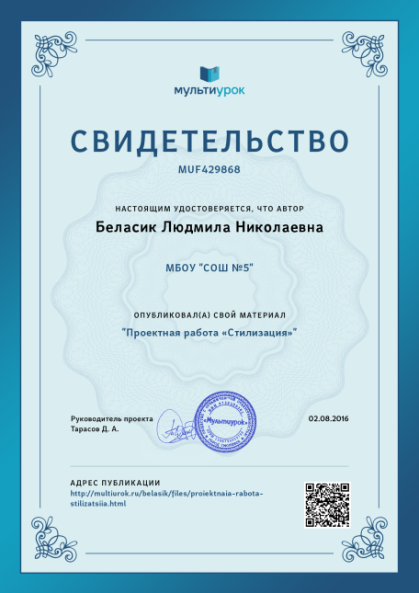 мультиурок
СВИДЕТЕЛЬСТВО
MUF429868
НАСТОЯЩИМ УДОСТОВЕРЯЕТСЯ, ЧТО АВТОР
Беласик Людмила Николаевна
МБОУ "СОШ №5"
ОПУБЛИКОВАЛ(А) СВОЙ МАТЕРИАЛ
"Проектная работа «Стилизация»"
Руководитель проекта
Тарасов Д. А.
«Мультиурок»
02.08.2016
АДРЕС ПУБЛИКАЦИИ
http://multiurok.ru/belasik/files/proiektnaia-rabota-
stilizatsiia.html